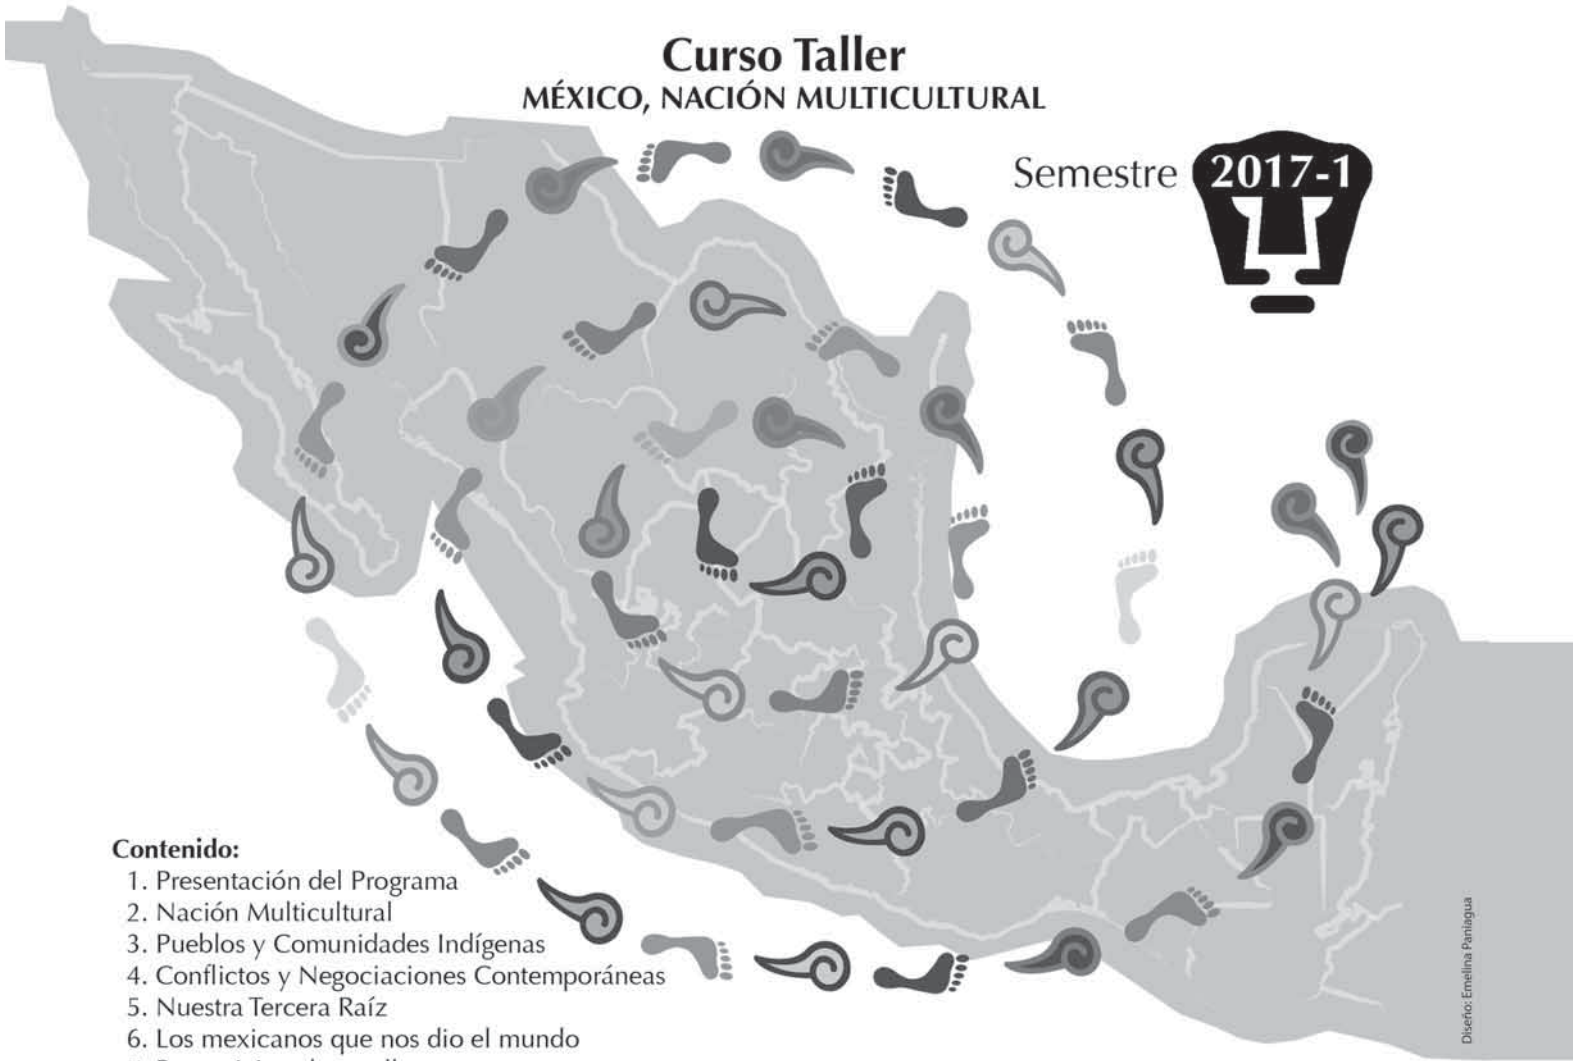 Curso Taller
MÉXICO, NACIÓN MULTICULTURAL
Semestre 2017-1
Contenido:
1. Presentación del Programa
2. Nación Multicultural
3. Pueblos y Comunidades Indígenas
4. Conflictos y Negociaciones Contemporáneas
5. Nuestra Tercera Raíz
6. Los mexicanos que nos dio el mundo
Diseño: Emelina Paniagua